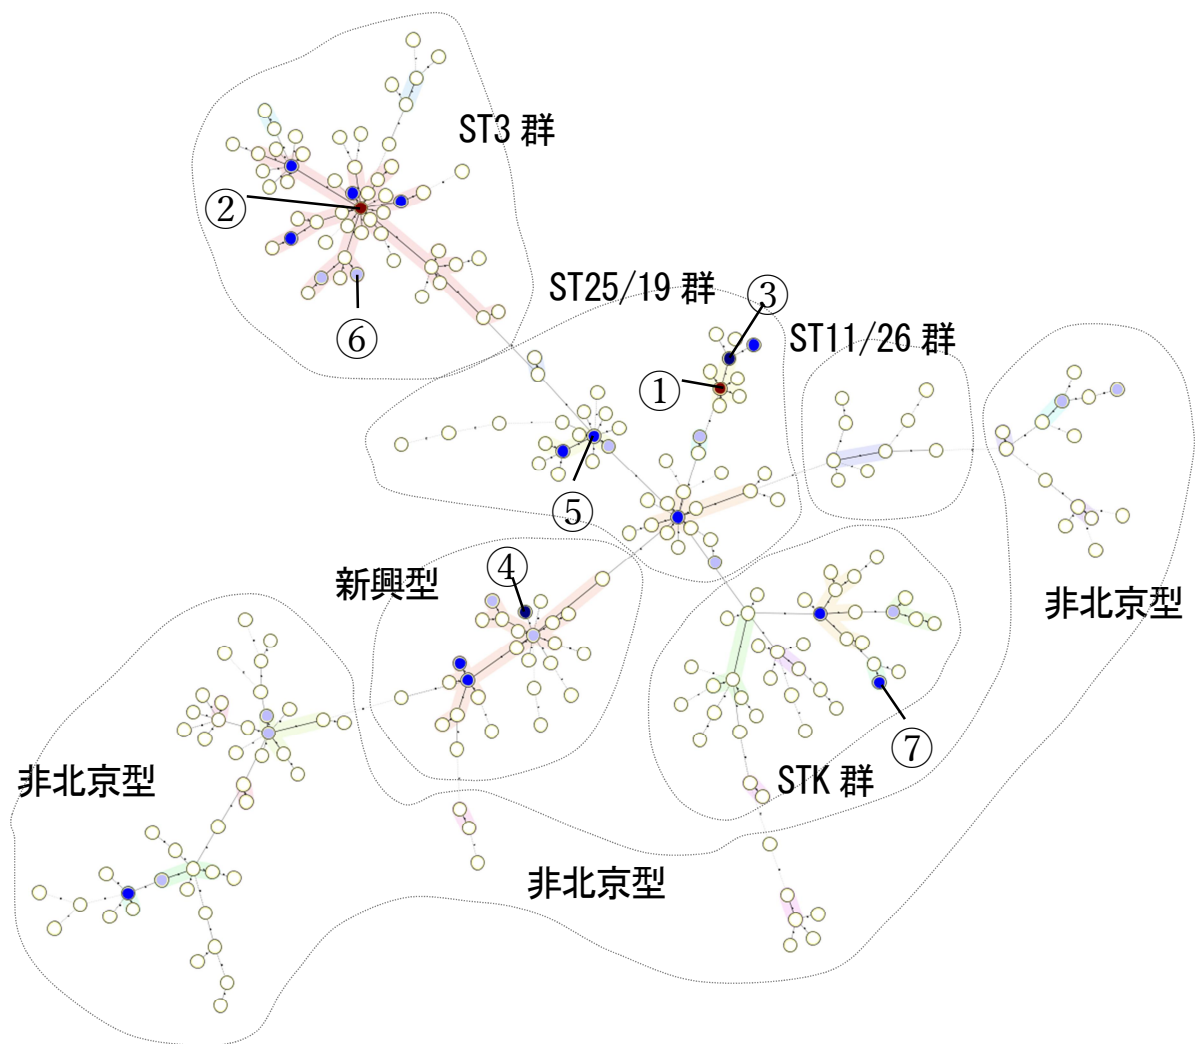 ST3 群
②
ST25/19 群
③
ST11/26 群
⑥
①
⑤
新興型
④
非北京型
⑦
非北京型
STK 群
非北京型